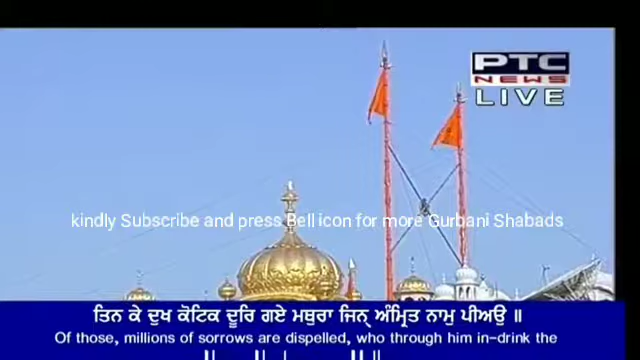 PTC
NEWS
LIVE
kindly Subscribe and press Bell icon for more Gurbani Shabads
ਤਿਨ ਕੇ ਦੁਖ ਕੋਟਿਕ ਦੂਰਿ ਗਏ ਮਥੁਰਾ ਜਿਨ੍ ਅੰਮ੍ਰਿਤ ਨਾਮੁ ਪੀਅਉ ॥
Of those, millions of sorrows are dispelled, who through him in-drink the